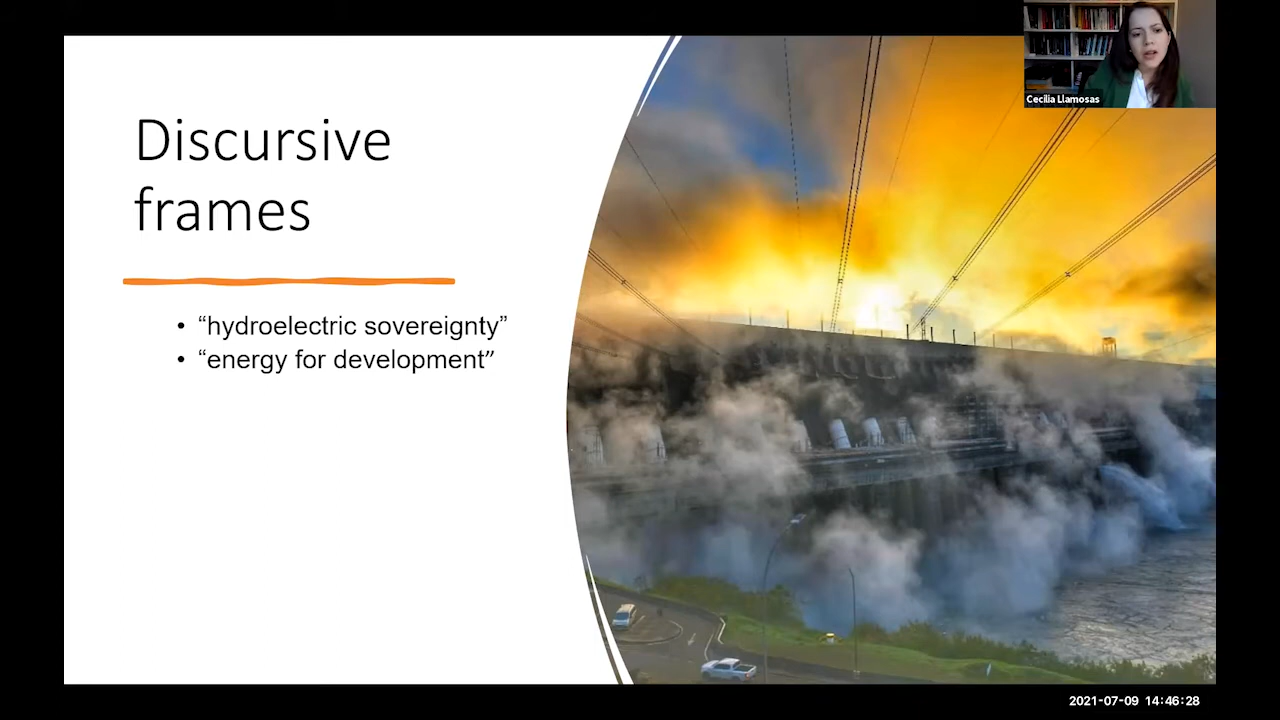 Cecilia Llamosas
Discursive
frames
• “hydroelectric sovereignty”
• “energy for development”
2021-07-09 14:46:28